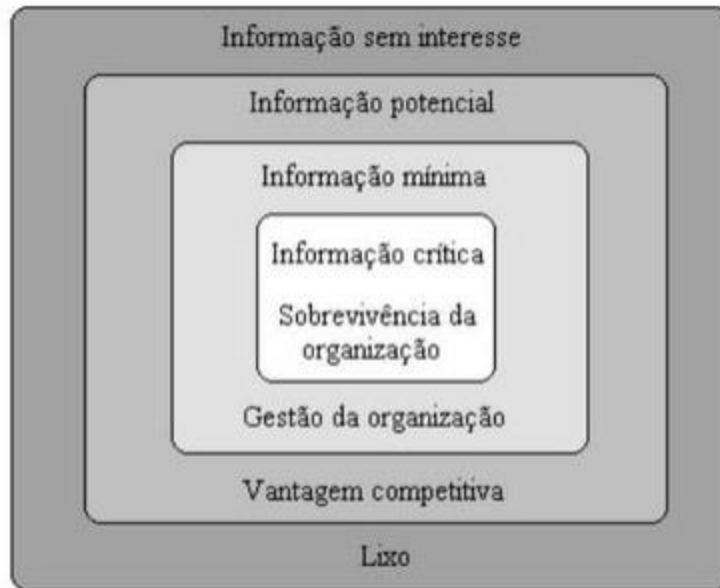 Informação sem interesse
Informação potencial
Informação mínima
Informação crítica
Sobrevivência da
organização
Gestão da organização
Vantagem competitiva
Lixo